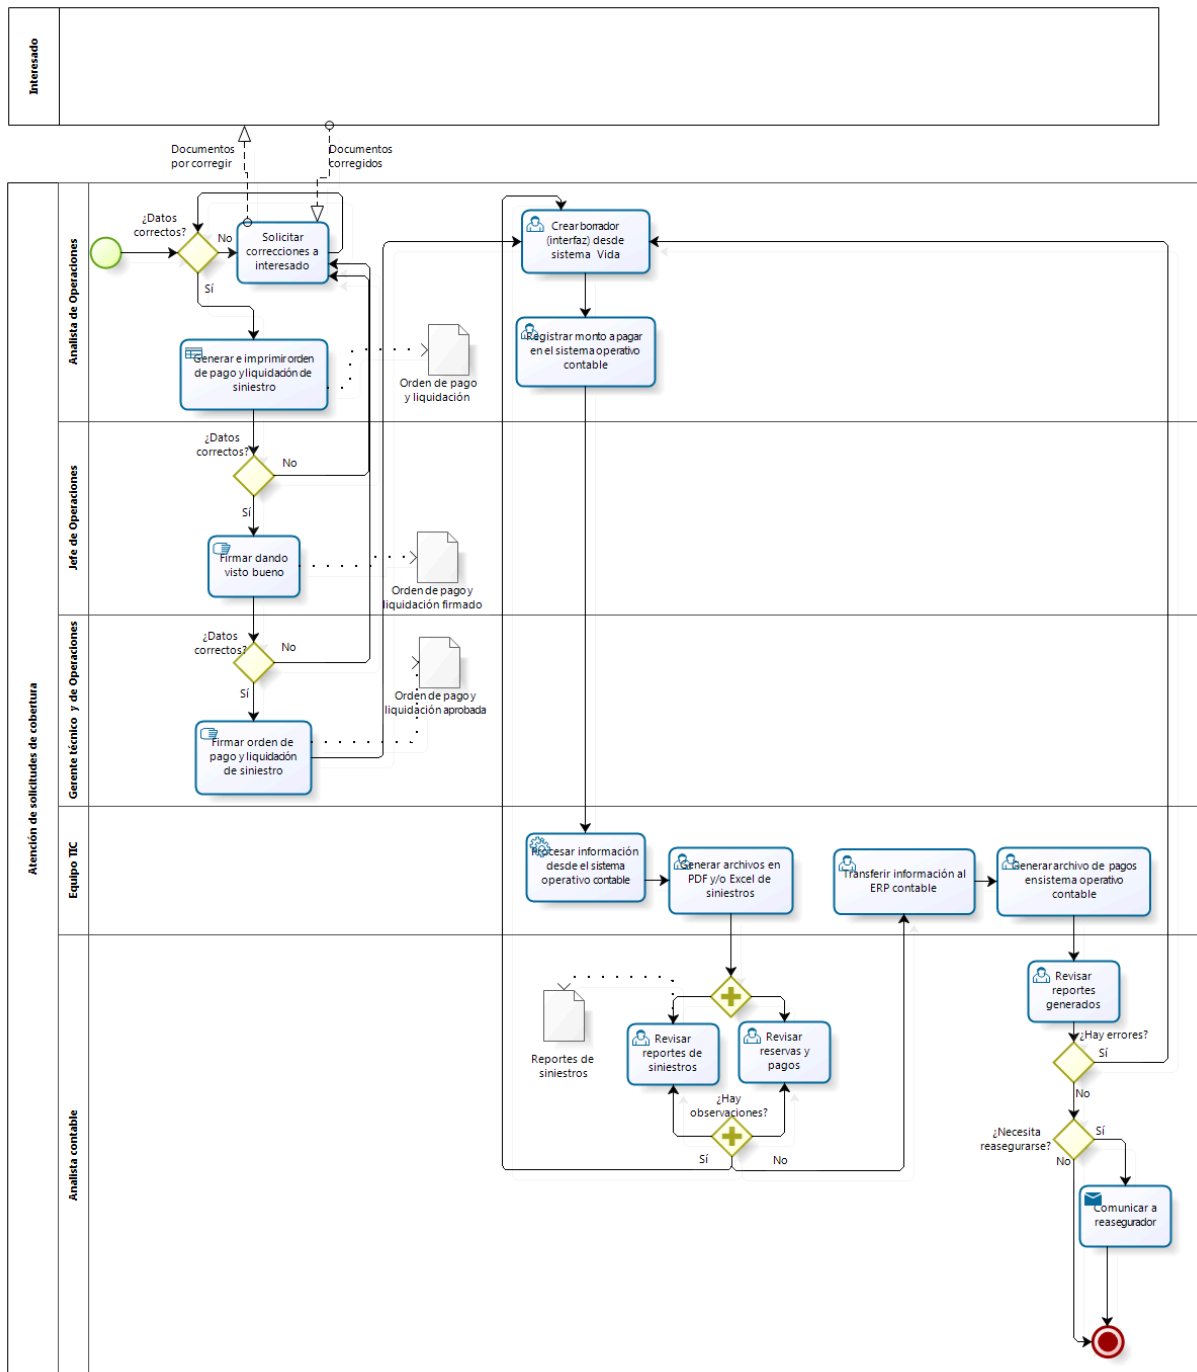 Interesado
Documentos
por corregir
Documentos
corregidos
Atención de solicitudes de cobertura
Analista de Operaciones
¿Datos
correctos?
No
Sí
Solicitar
correcciones a
interesado
Generar e imprimir orden
de pago y liquidación de
siniestro
Orden de pago
y liquidación
Crear borrador
(interfaz) desde
sistema Vida
Registrar monto a pagar
en el sistema operativo
contable
Jefe de Operaciones
¿Datos
correctos?
No
Sí
Firmar dando
visto bueno
Orden de pago y
liquidación firmado
Gerente técnico y de Operaciones
¿Datos
correctos?
No
Sí
Firmar orden de
pago y liquidación
de siniestro
Orden de pago y
liquidación aprobada
Equipo TIC
Procesar información
desde el sistema
operativo contable
Generar archivos en
PDF y/o Excel de
siniestros
Transferir información al
ERP contable
Generar archivo de pagos
en sistema operativo
contable
Analista contable
Reportes de
siniestros
Revisar
reportes de
siniestros
Revisar
reservas y
pagos
¿Hay
observaciones?
Sí
No
Revisar
reportes
generados
¿Hay errores?
Sí
No
¿Necesita
reasegurarse?
Sí
No
Comunicar a
reasegurador